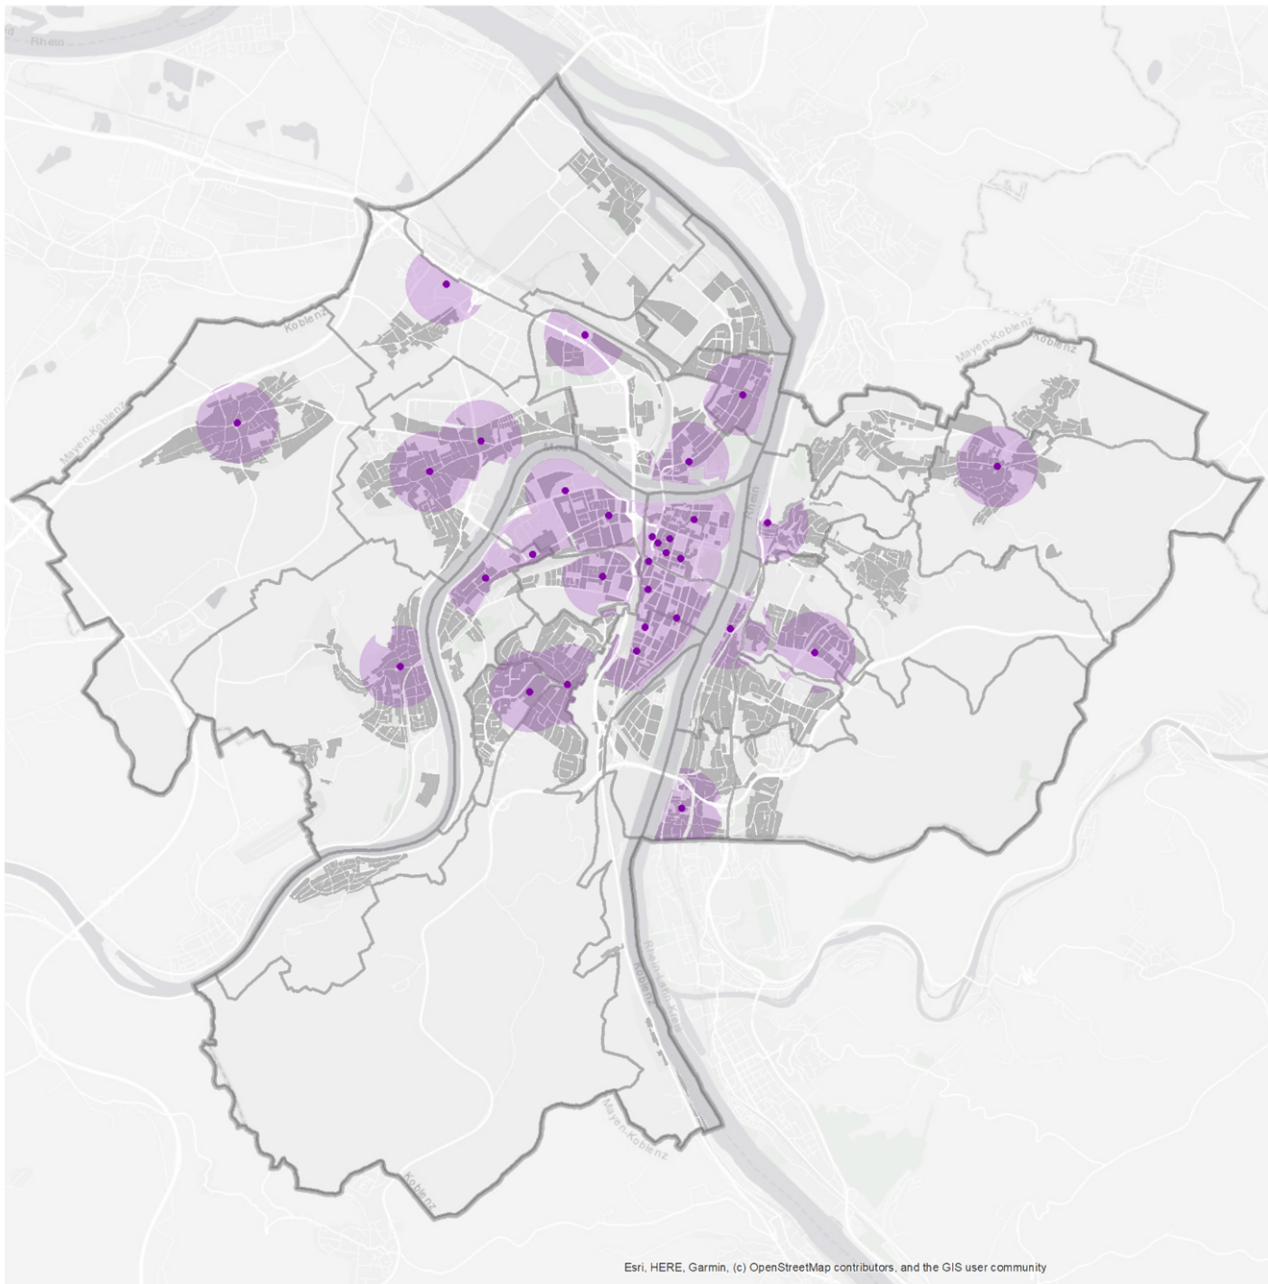 Rhein
Koblenz
Mayen-Koblenz
Koblenz
Mayen-Koblenz
Rhein
Rhein-Lahn-Kreis
Koblenz
Mayen-Koblenz
Koblenz
Esri, HERE, Garmin, (c) OpenStreetMap contributors, and the GIS user community